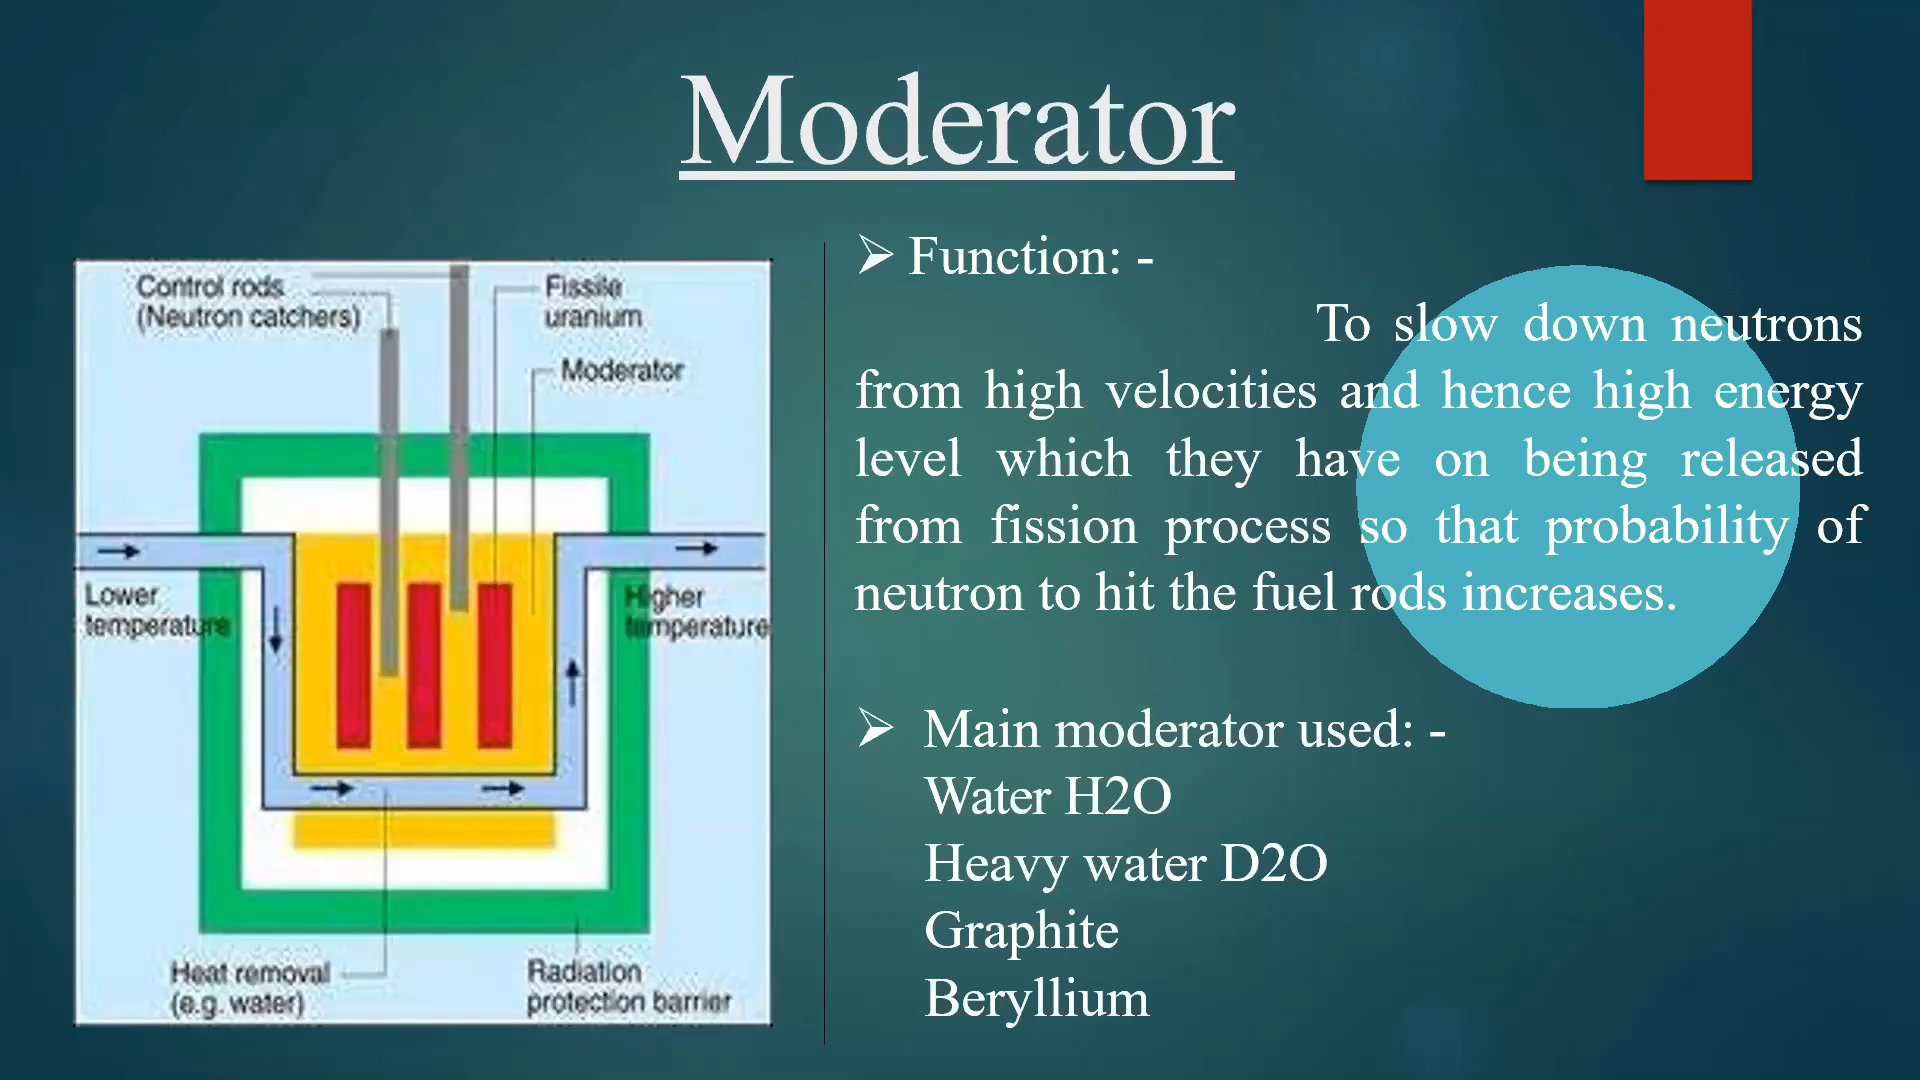 Moderator
Control rods
(Neutron catchers)
Fissile
uranium
Moderator
Lower
temperature
Higher
temperature
Heat removal
(e.g. water)
Radiation
protection barrier
➢ Function: -
To slow down neutrons
from high velocities and hence high energy
level which they have on being released
from fission process so that probability of
neutron to hit the fuel rods increases.
➢ Main moderator used: -
Water H2O
Heavy water D2O
Graphite
Beryllium